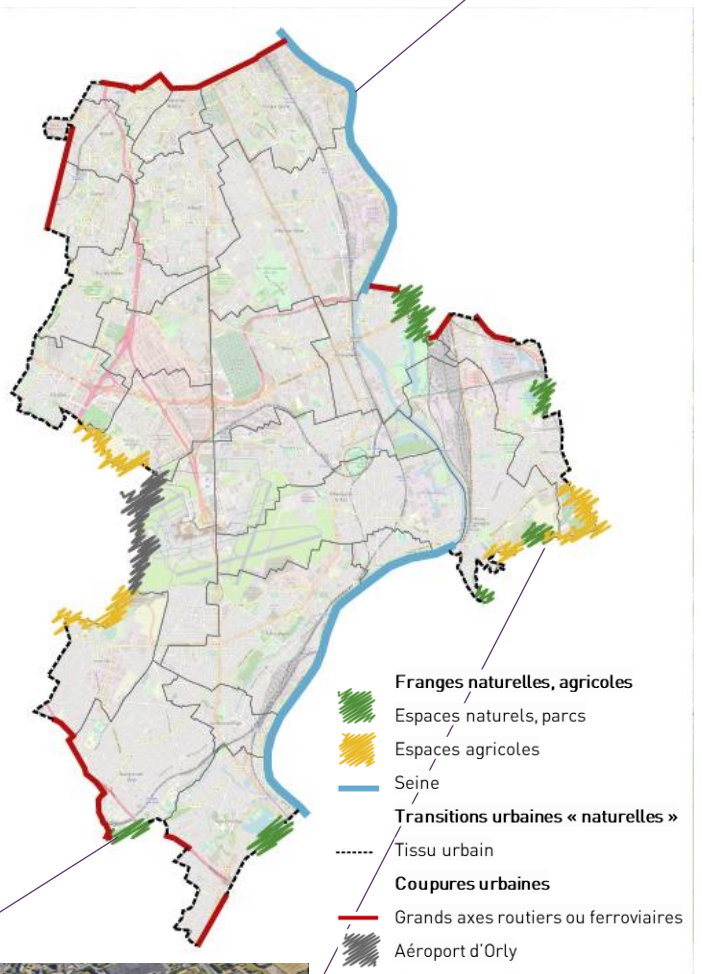 Franges naturelles, agricoles
Espaces naturels, parcs
Espaces agricoles
Seine
Transitions urbaines « naturelles »
Tissu urbain
Coupures urbaines
Grands axes routiers ou ferroviaires
Aéroport d'Orly